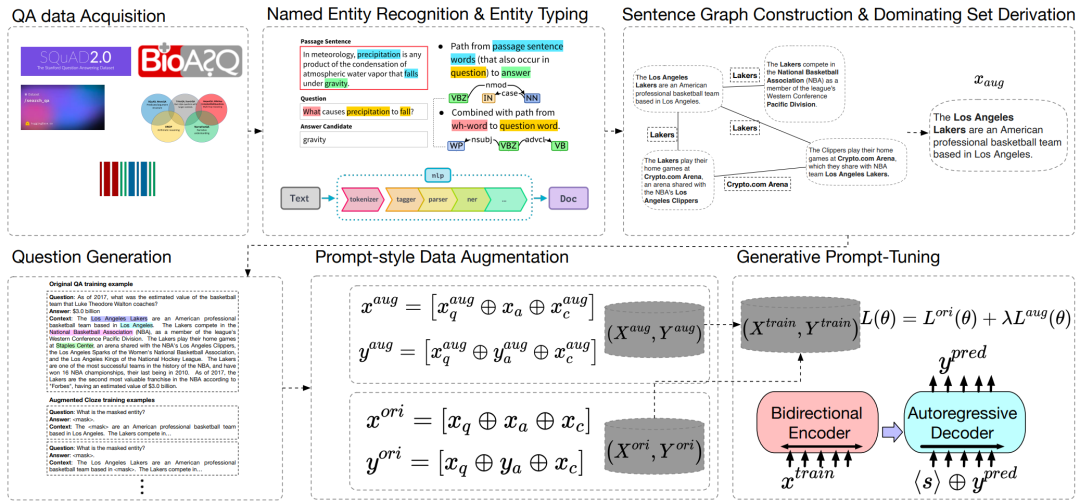 QA data Acquisition
SQuAD2.0
The Stanford Question Answering Dataset
BioASQ
/search_qa
Named Entity Recognition & Entity Typing
Passage Sentence
In meteorology, precipitation is any
product of the condensation of
atmospheric water vapor that falls
under gravity.
Question
What causes precipitation to fall?
Answer Candidate
gravity
● Path from passage sentence
words (that also occur in
question) to answer
nmod
case
VBZ IN NN
● Combined with path from
wh-word to question word.
nsubj advcl
WP VBZ VB
nlp
Text tokenizer tagger parser ner ... Doc
Sentence Graph Construction & Dominating Set Derivation
The Los Angeles
Lakers are an American
professional basketball team
based in Los Angeles.
Lakers
The Lakers compete in
the National Basketball
Association (NBA) as a
member of the league's
Western Conference
Pacific Division.
Lakers
Lakers
The Lakers play their
home games at
Crypto.com Arena,
an arena shared with
the NBA's Los
Angeles Clippers
Crypto.com Arena
The Clippers play their home
games at Crypto.com Arena,
which they share with NBA
team Los Angeles Lakers.
x_aug
The Los Angeles
Lakers are an American
professional basketball team
based in Los Angeles.
Question Generation
Original QA training example
Question: As of 2017, what was the estimated value of the basketball
team that Luke Theodore Walton coaches?
Answer: $3.0 billion
Context: The Los Angeles Lakers are an American professional
basketball team based in Los Angeles. The Lakers compete in the
National Basketball Association (NBA), as a member of the league's
Western Conference Pacific Division. The Lakers play their home
games at Staples Center, an arena shared with the NBA's Los Angeles Clippers,
the Los Angeles Sparks of the Women's National Basketball Association,
and the Los Angeles Kings of the National Hockey League. The Lakers
are one of the most successful teams in the history of the NBA, and have
won 16 NBA championships, their last being in 2010. As of 2017, the
Lakers are the second most valuable franchise in the NBA according to
"Forbes", having an estimated value of $3.0 billion.
Augmented Cloze training examples
Question: What is the masked entity?
Answer: <mask>.
Context: The <mask> are an American professional basketball team
based in Los Angeles. The Lakers compete in...
Question: What is the masked entity?
Answer: <mask>.
Context: The Los Angeles Lakers are an American professional
basketball team based in <mask>. The Lakers compete in...
Prompt-style Data Augmentation
x^{aug} = [x_q^{aug} ⊕ x_a ⊕ x_c^{aug}]
y^{aug} = [x_q^{aug} ⊕ y_a^{aug} ⊕ x_c^{aug}]
(X^{aug}, Y^{aug})
x^{ori} = [x_q ⊕ x_a ⊕ x_c]
y^{ori} = [x_q ⊕ y_a ⊕ x_c]
(X^{ori}, Y^{ori})
Generative Prompt-Tuning
(X^{train}, Y^{train})
L(θ) = L^{ori}(θ) + λL^{aug}(θ)
y^{pred}
Bidirectional
Encoder
Autoregressive
Decoder
x^{train}
⟨s⟩ ⊕ y^{pred}